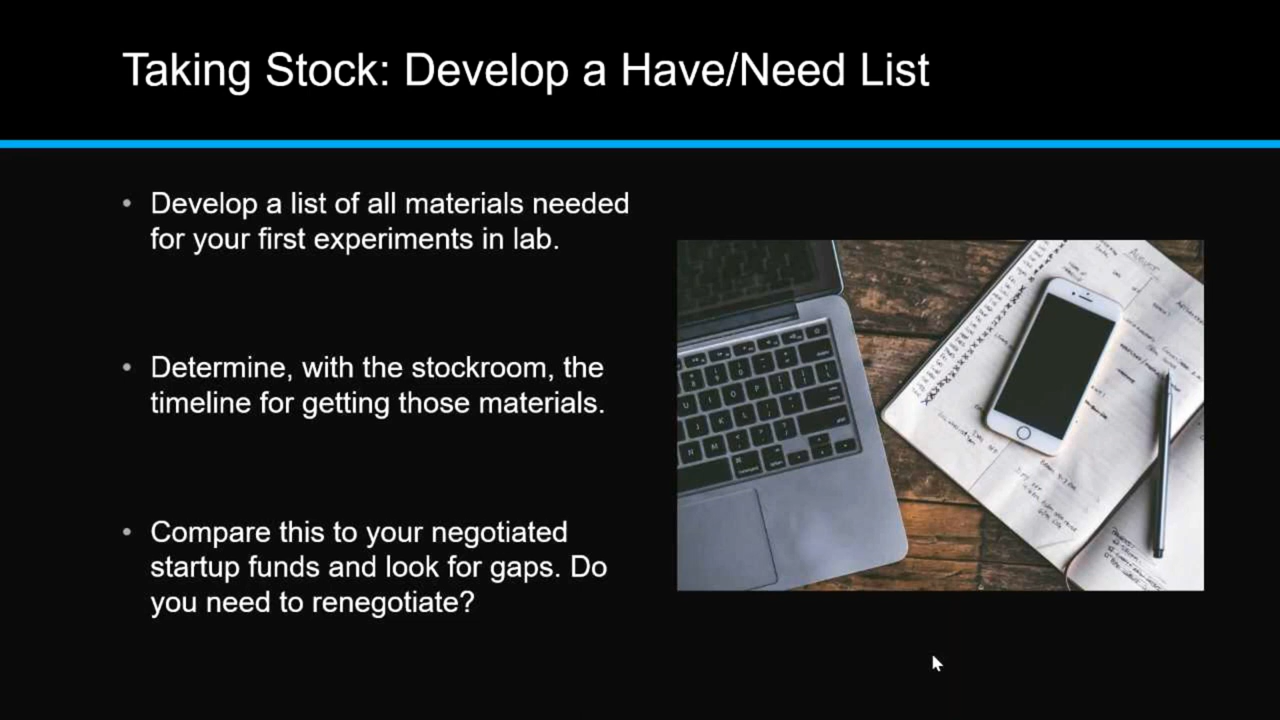 Taking Stock: Develop a Have/Need List
• Develop a list of all materials needed
for your first experiments in lab.
• Determine, with the stockroom, the
timeline for getting those materials.
• Compare this to your negotiated
startup funds and look for gaps. Do
you need to renegotiate?